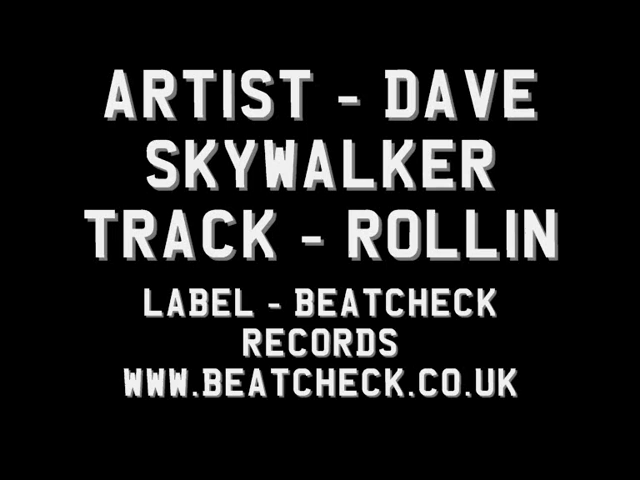 ARTIST - DAVE
SKYWALKER
TRACK - ROLLIN
LABEL - BEATCHECK
RECORDS
WWW.BEATCHECK.CO.UK